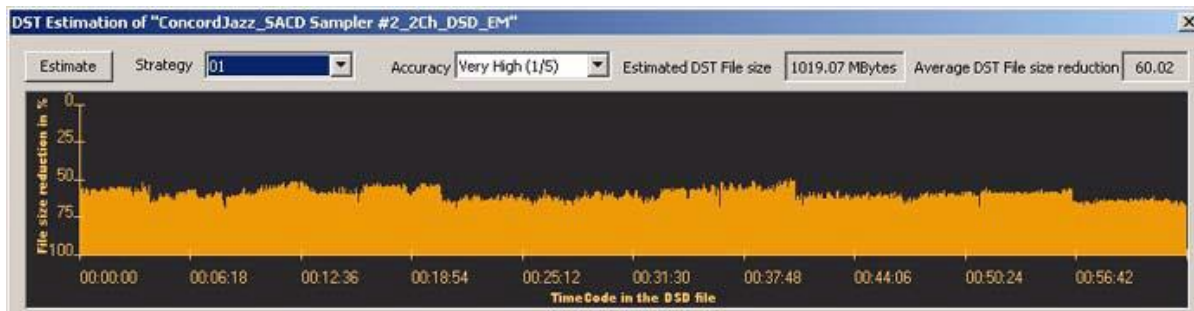 DST Estimation of "ConcordJazz_SACD Sampler #2_2Ch_DSD_EM"
Estimate Strategy 01 Accuracy Very High (1/5) Estimated DST File size 1019.07 MBytes Average DST File size reduction 60.02
File size reduction in %
0
25
50
75
100
00:00:00 00:06:18 00:12:36 00:18:54 00:25:12 00:31:30 00:37:48 00:44:06 00:50:24 00:56:42
TimeCode in the DSD file